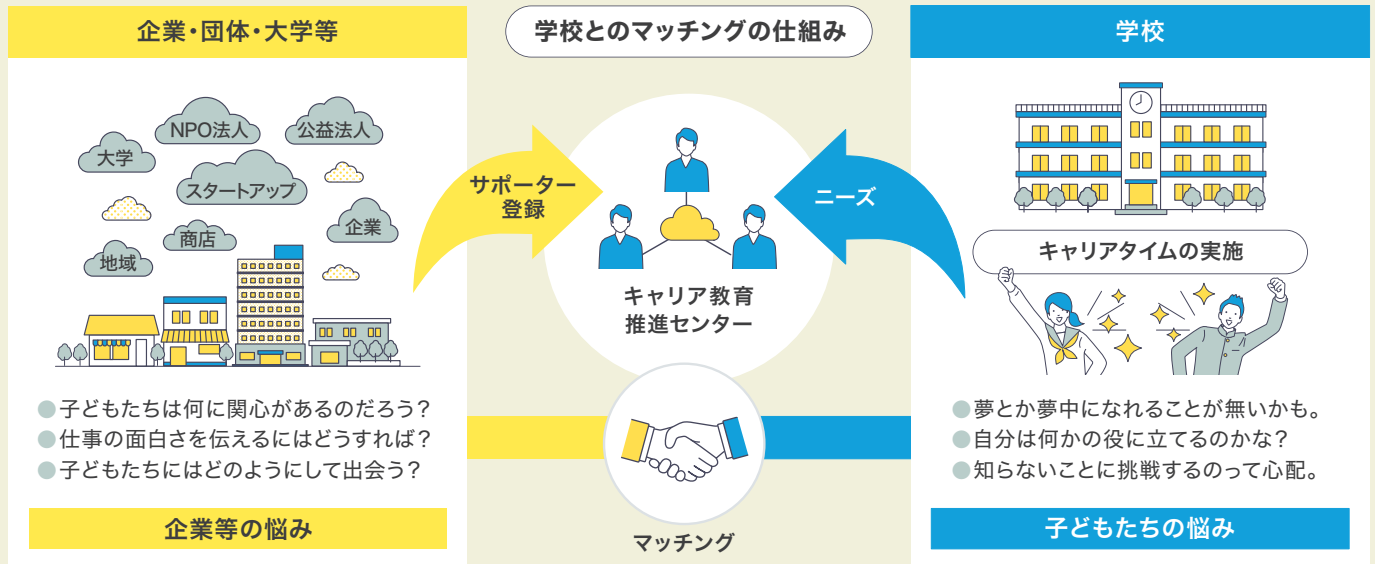 企業・団体・大学等
NPO法人
公益法人
大学
スタートアップ
企業
商店
地域
●子どもたちは何に関心があるのだろう？
●仕事の面白さを伝えるにはどうすれば？
●子どもたちにはどのようにして出会う？
企業等の悩み
学校とのマッチングの仕組み
サポーター
登録
ニーズ
キャリア教育
推進センター
マッチング
学校
キャリアタイムの実施
●夢とか夢中になれることが無いかも。
●自分は何かの役に立てるのかな？
●知らないことに挑戦するのって心配。
子どもたちの悩み